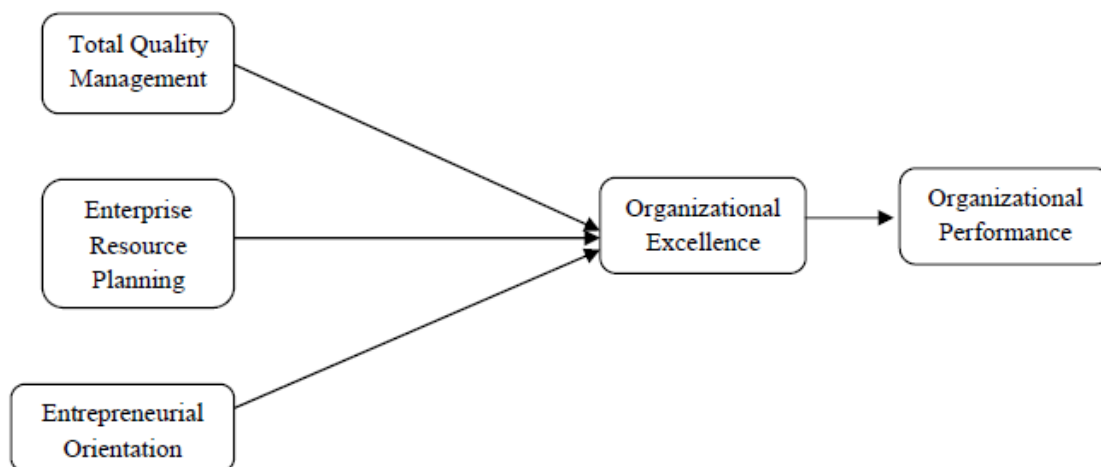 Total Quality
Management
Enterprise
Resource
Planning
Entrepreneurial
Orientation
Organizational
Excellence
Organizational
Performance